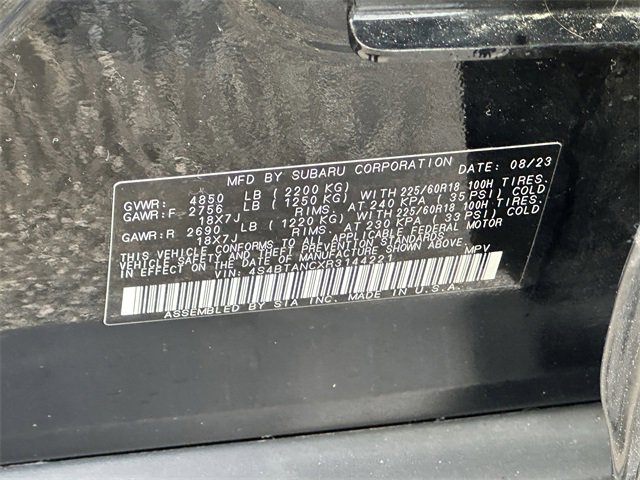 MFD BY SUBARU CORPORATION DATE: 08/23
GVWR: 4850 LB ( 2200 KG)
GAWR:F 2756 LB ( 1250 KG) WITH 225/60R18 100H TIRES.
18X7J RIMS. AT 240 KPA ( 35 PSI) COLD
GAWR:R 2690 LB ( 1220 KG) WITH 225/60R18 100H TIRES.
18X7J RIMS. AT 230 KPA ( 33 PSI) COLD
THIS VEHICLE CONFORMS TO ALL APPLICABLE FEDERAL MOTOR
VEHICLE SAFETY AND THEFT PREVENTION STANDARDS
IN EFFECT ON THE DATE OF MANUFACTURE SHOWN ABOVE.
VIN: 4S4BTANCXR3144221 MPV
ASSEMBLED BY SIA INC. MADE IN U.S.A.